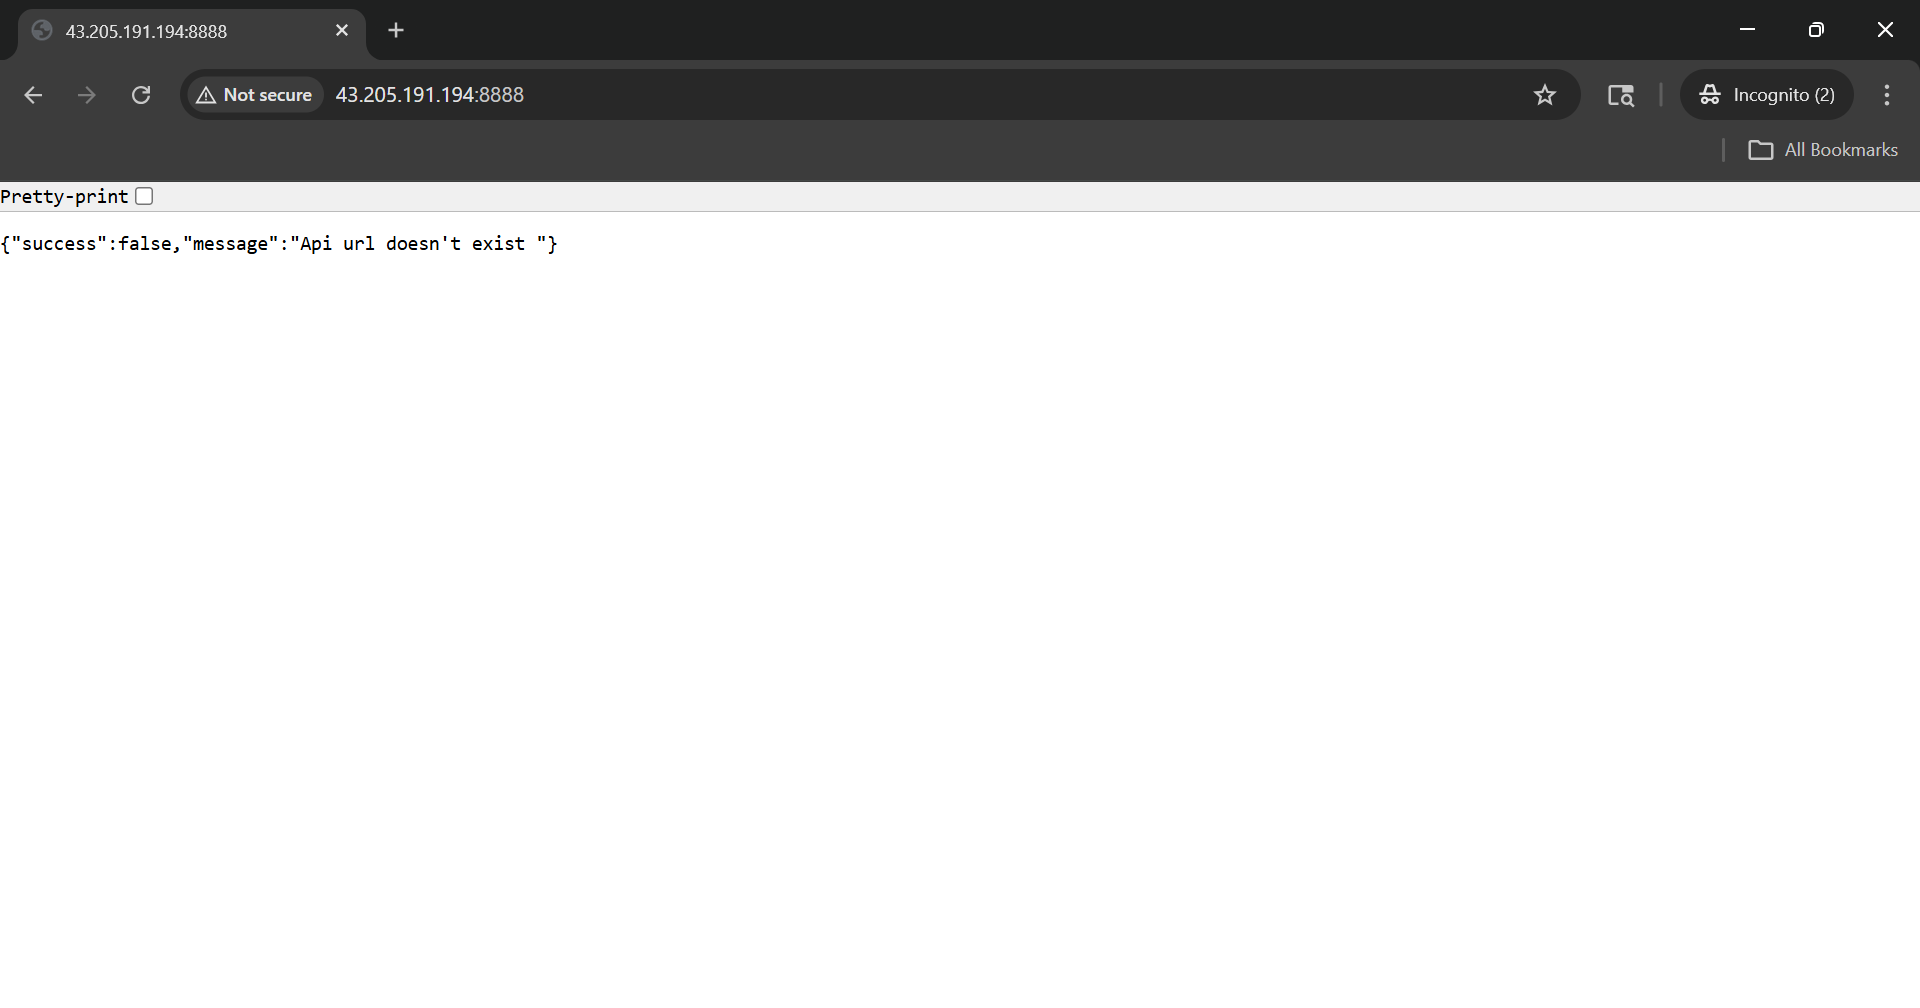 43.205.191.194:8888
Not secure
43.205.191.194:8888
Incognito (2)
All Bookmarks
Pretty-print
{"success":false,"message":"Api url doesn't exist "}